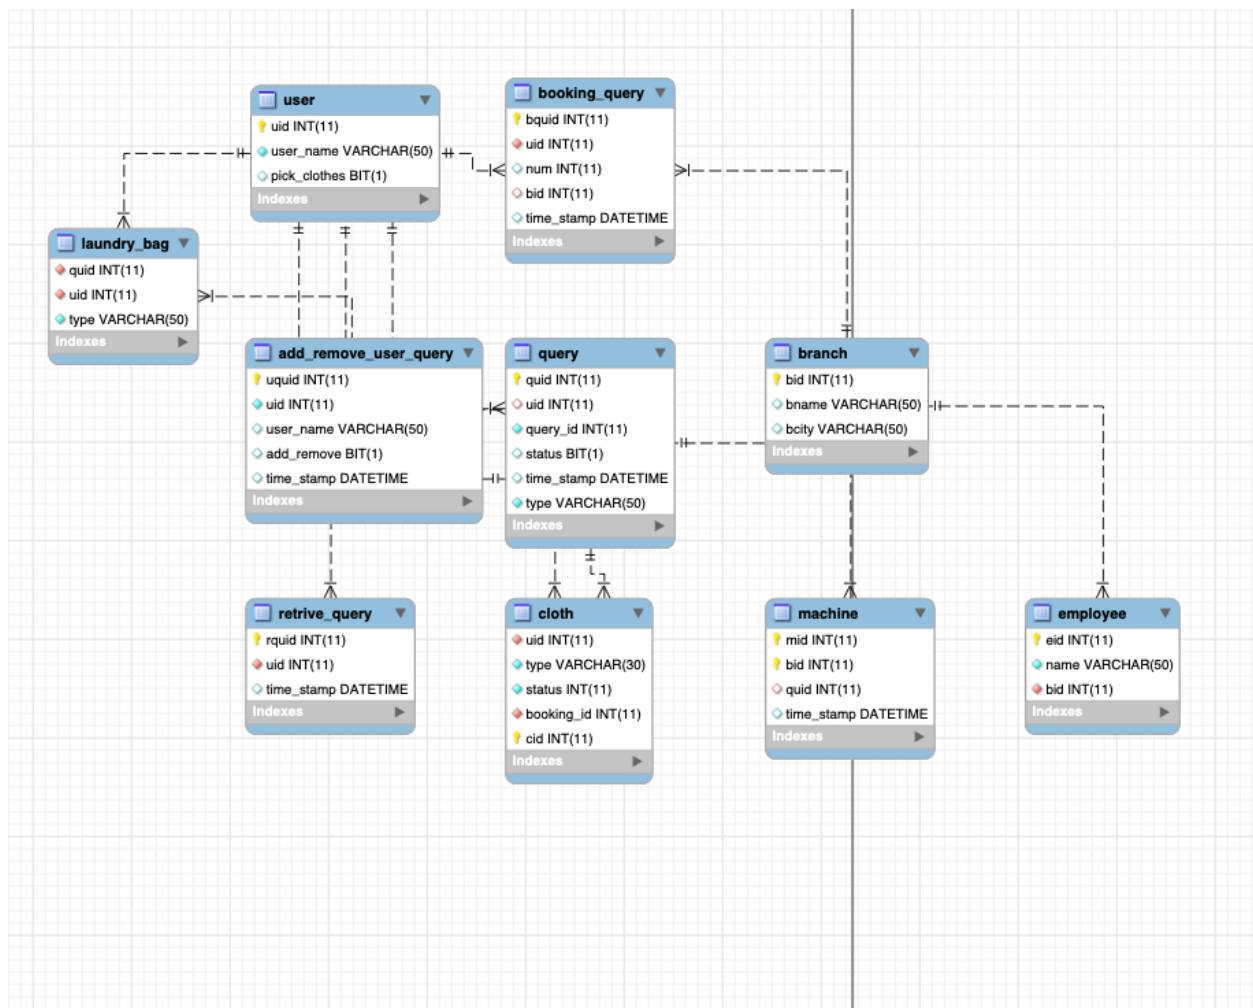 user
uid INT(11)
user_name VARCHAR(50)
pick_clothes BIT(1)
Indexes
booking_query
bquid INT(11)
uid INT(11)
num INT(11)
bid INT(11)
time_stamp DATETIME
Indexes
laundry_bag
quid INT(11)
uid INT(11)
type VARCHAR(50)
Indexes
add_remove_user_query
uquid INT(11)
uid INT(11)
user_name VARCHAR(50)
add_remove BIT(1)
time_stamp DATETIME
Indexes
query
quid INT(11)
uid INT(11)
query_id INT(11)
status BIT(1)
time_stamp DATETIME
type VARCHAR(50)
Indexes
branch
bid INT(11)
bname VARCHAR(50)
bcity VARCHAR(50)
Indexes
retrive_query
rquid INT(11)
uid INT(11)
time_stamp DATETIME
Indexes
cloth
uid INT(11)
type VARCHAR(30)
status INT(11)
booking_id INT(11)
cid INT(11)
Indexes
machine
mid INT(11)
bid INT(11)
quid INT(11)
time_stamp DATETIME
Indexes
employee
eid INT(11)
name VARCHAR(50)
bid INT(11)
Indexes